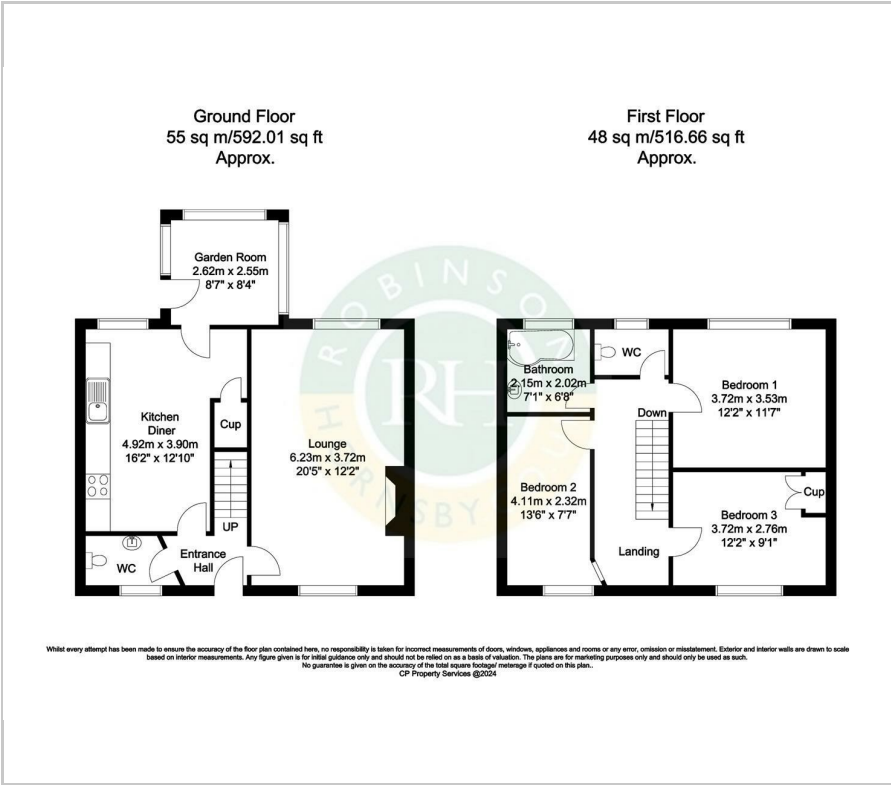 Ground Floor
55 sq m/592.01 sq ft
Approx.
First Floor
48 sq m/516.66 sq ft
Approx.
Garden Room
2.62m x 2.55m
8'7" x 8'4"
Kitchen
Diner
4.92m x 3.90m
16'2" x 12'10"
Cup
Lounge
6.23m x 3.72m
20'5" x 12'2"
UP
Entrance
Hall
WC
Bathroom
2.15m x 2.02m
7'1" x 6'8"
WC
Bedroom 1
3.72m x 3.53m
12'2" x 11'7"
Down
Bedroom 2
4.11m x 2.32m
13'6" x 7'7"
Cup
Bedroom 3
3.72m x 2.76m
12'2" x 9'1"
Landing
ROBINSON
RH
HORNSBY
Whilst every attempt has been made to ensure the accuracy of the floor plan contained here, no responsibility is taken for incorrect measurements of doors, windows, appliances and rooms or any error, omission or misstatement. Exterior and interior walls are drawn to scale
based on interior measurements. Any figure given is for initial guidance only and should not be relied on as a basis of valuation. The plans are for marketing purposes only and should only be used as such.
No guarantee is given on the accuracy of the total square footage/ meterage if quoted on this plan..
CP Property Services @2024